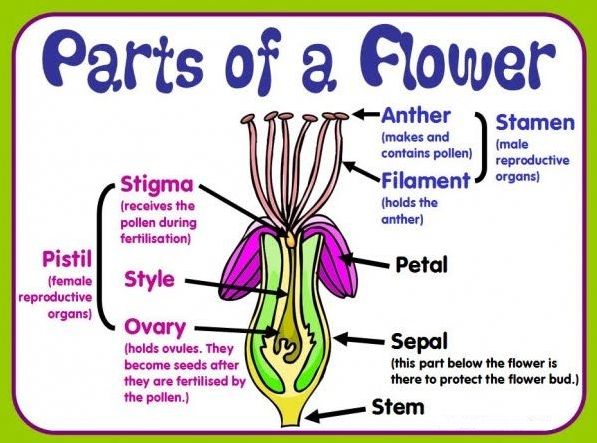 Parts of a Flower
Anther
(makes and
contains pollen)
Filament
(holds the
anther)
Stamen
(male
reproductive
organs)
Stigma
(receives the
pollen during
fertilisation)
Pistil
(female
reproductive
organs)
Style
Ovary
(holds ovules. They
become seeds after
they are fertilised by
the pollen.)
Petal
Sepal
(this part below the flower is
there to protect the flower bud.)
Stem